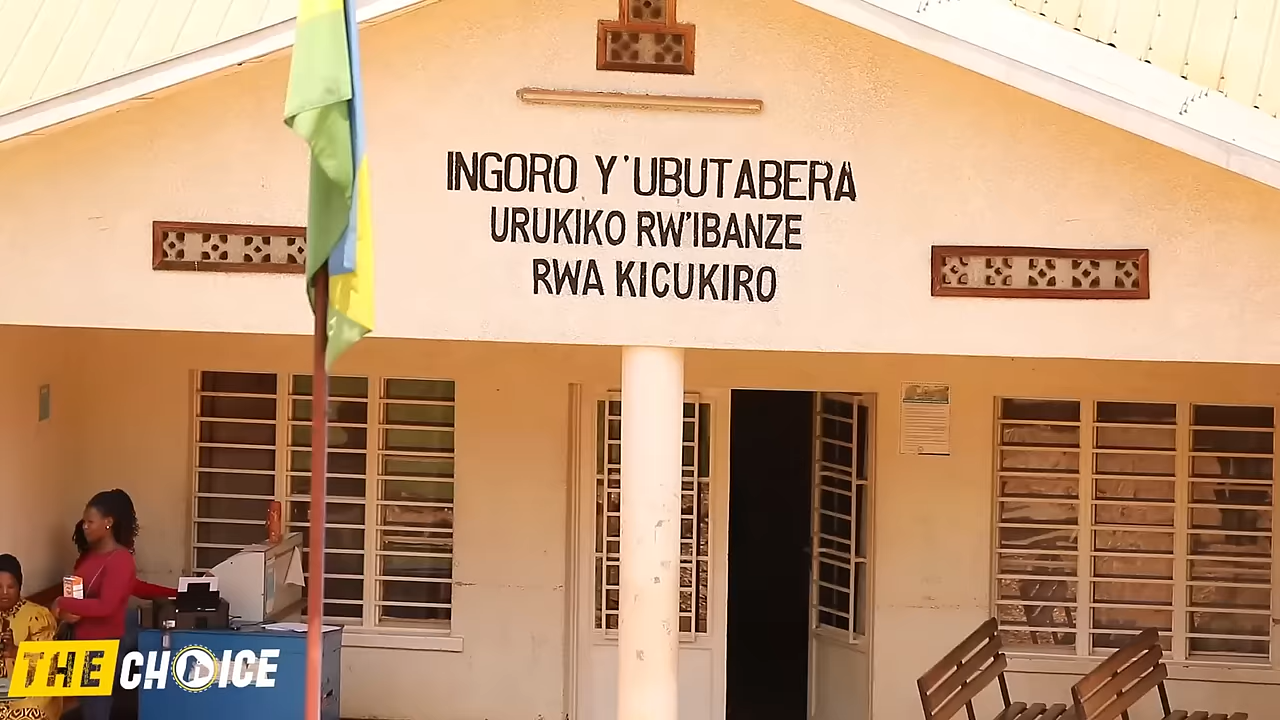 INGORO Y'UBUTABERA
URUKIKO RW'IBANZE
RWA KICUKIRO
THE CHOICE